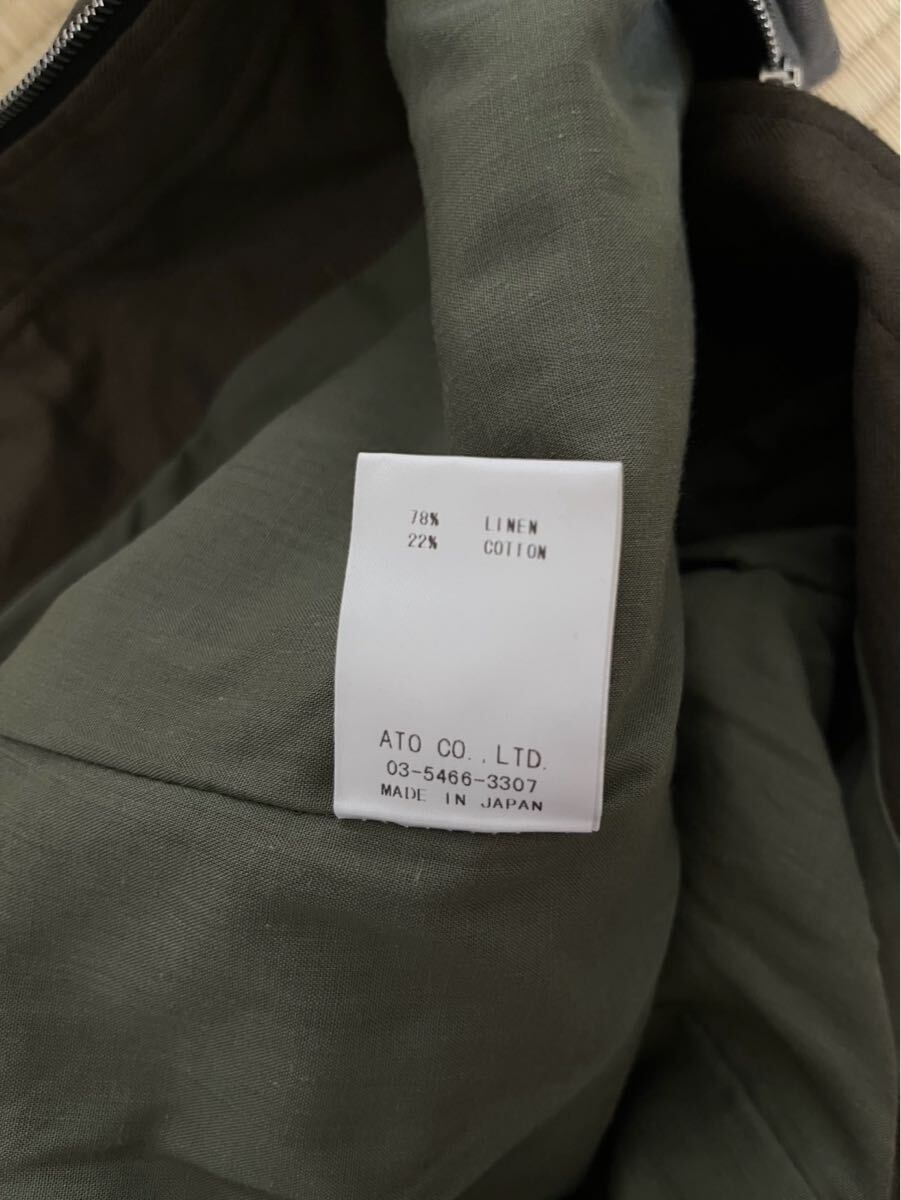 78% LINEN
22% COTTON
ATO CO.,LTD.
03-5466-3307
MADE IN JAPAN